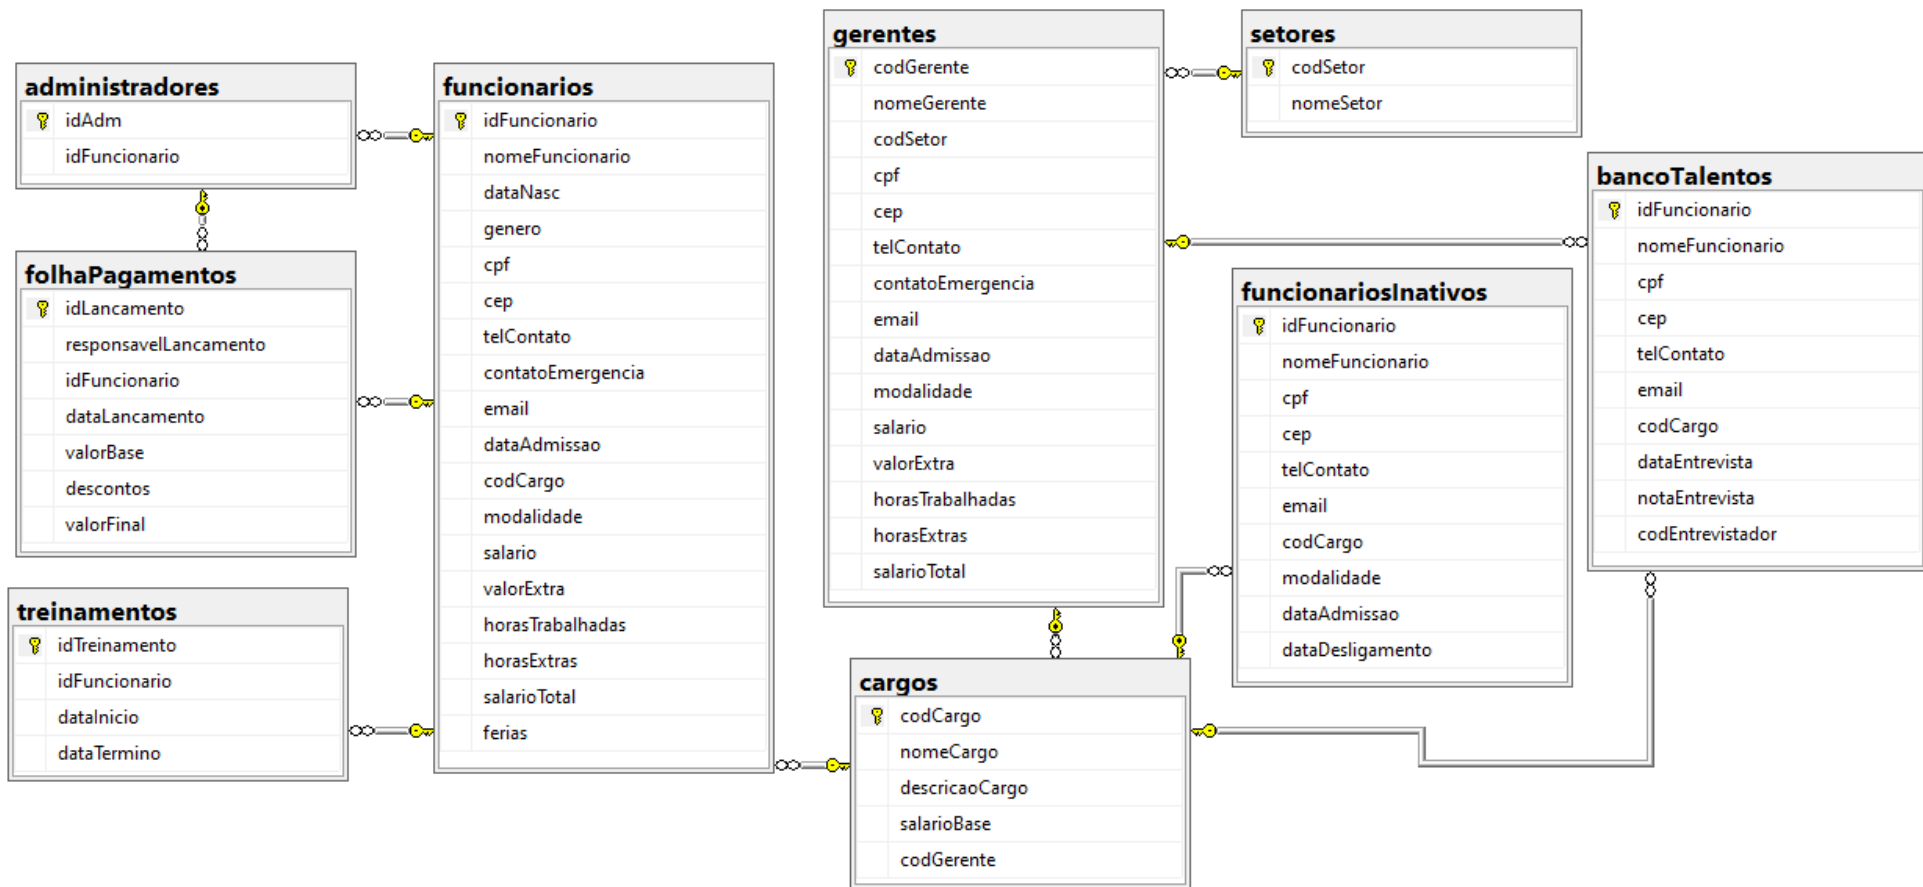 administradores
idAdm
idFuncionario
folhaPagamentos
idLancamento
responsavelLancamento
idFuncionario
dataLancamento
valorBase
descontos
valorFinal
treinamentos
idTreinamento
idFuncionario
dataInicio
dataTermino
funcionarios
idFuncionario
nomeFuncionario
dataNasc
genero
cpf
cep
telContato
contatoEmergencia
email
dataAdmissao
codCargo
modalidade
salario
valorExtra
horasTrabalhadas
horasExtras
salarioTotal
ferias
gerentes
codGerente
nomeGerente
codSetor
cpf
cep
telContato
contatoEmergencia
email
dataAdmissao
modalidade
salario
valorExtra
horasTrabalhadas
horasExtras
salarioTotal
cargos
codCargo
nomeCargo
descricaoCargo
salarioBase
codGerente
setores
codSetor
nomeSetor
funcionariosInativos
idFuncionario
nomeFuncionario
cpf
cep
telContato
email
codCargo
modalidade
dataAdmissao
dataDesligamento
bancoTalentos
idFuncionario
nomeFuncionario
cpf
cep
telContato
email
codCargo
dataEntrevista
notaEntrevista
codEntrevistador